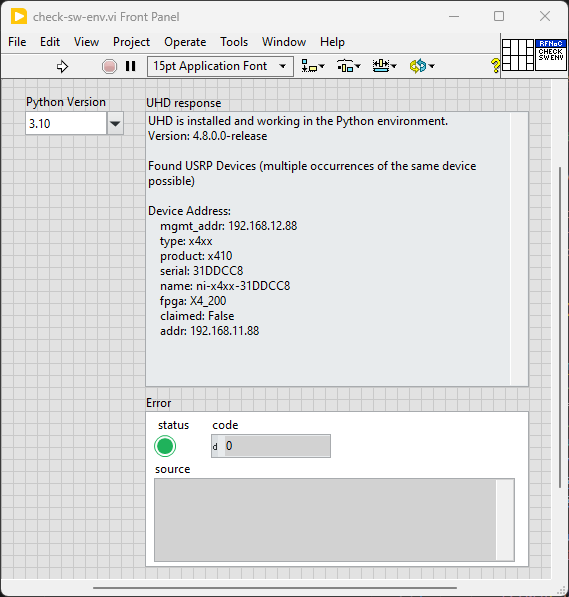 check-sw-env.vi Front Panel
File Edit View Project Operate Tools Window Help
15pt Application Font
RFNoC
CHECK
SW ENV
Python Version
3.10
UHD response
UHD is installed and working in the Python environment.
Version: 4.8.0.0-release
Found USRP Devices (multiple occurrences of the same device
possible)
Device Address:
mgmt_addr: 192.168.12.88
type: x4xx
product: x410
serial: 31DDCC8
name: ni-x4xx-31DDCC8
fpga: X4_200
claimed: False
addr: 192.168.11.88
Error
status code
d 0
source